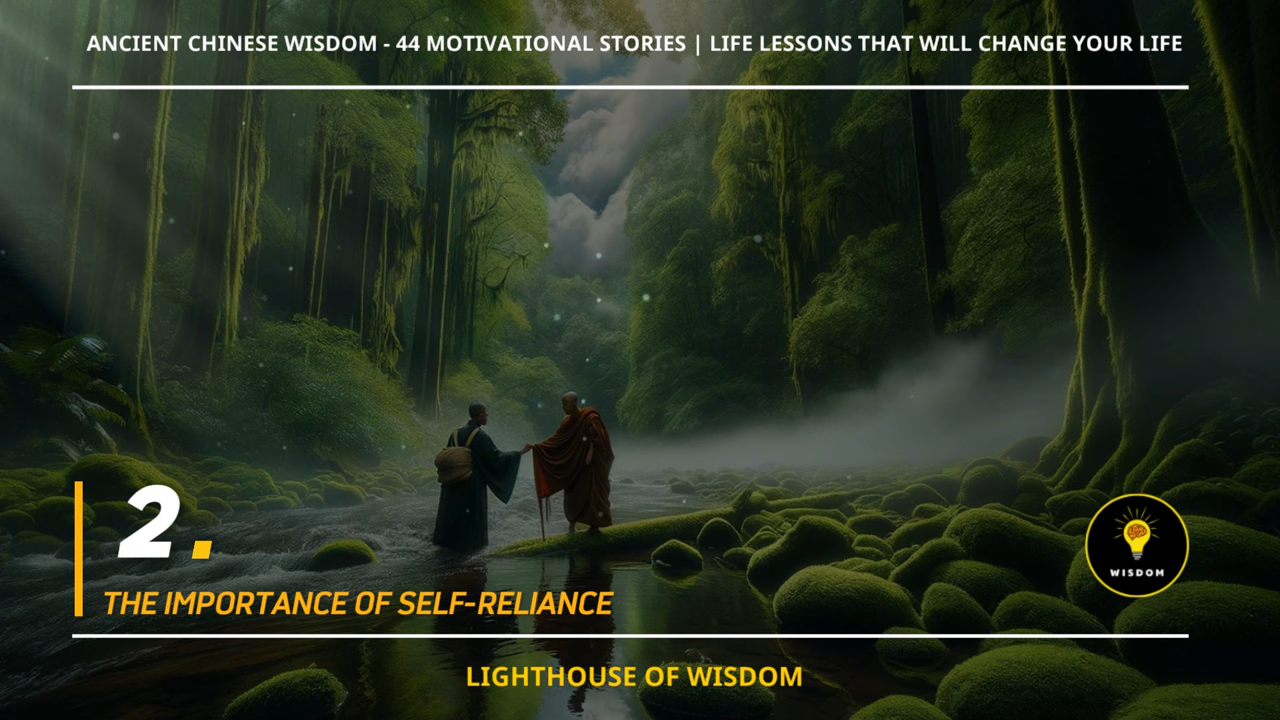 ANCIENT CHINESE WISDOM - 44 MOTIVATIONAL STORIES | LIFE LESSONS THAT WILL CHANGE YOUR LIFE
2.
THE IMPORTANCE OF SELF-RELIANCE
WISDOM
LIGHTHOUSE OF WISDOM